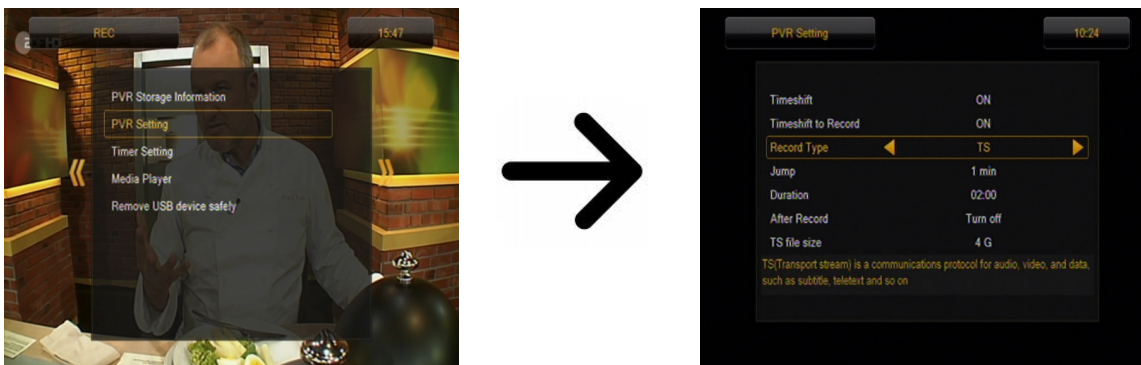 REC
15:47
PVR Storage Information
PVR Setting
Timer Setting
Media Player
Remove USB device safely
PVR Setting
10:24
Timeshift ON
Timeshift to Record ON
Record Type TS
Jump 1 min
Duration 02:00
After Record Turn off
TS file size 4 G
TS(Transport stream) is a communications protocol for audio, video, and data,
such as subtitle, teletext and so on